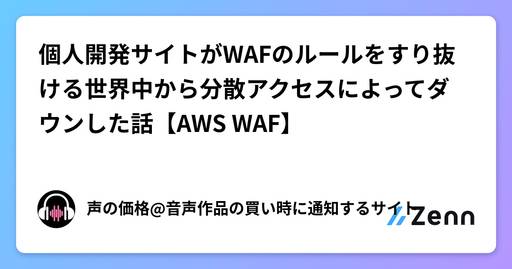 個人開発サイトがWAFのルールをすり抜
ける世界中から分散アクセスによってダ
ウンした話【AWS WAF】
声の価格@音声作品の買い時に通知するサイト
Zenn